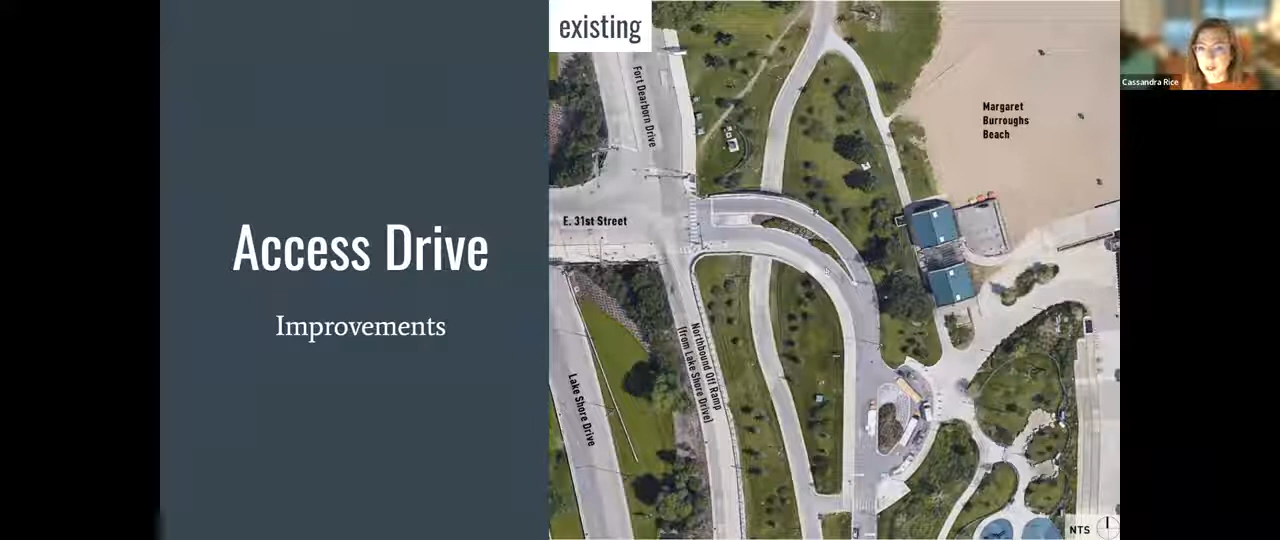 Access Drive
Improvements
existing
Fort Dearborn Drive
E. 31st Street
Margaret
Burroughs
Beach
Northbound Off Ramp
(from Lake Shore Drive)
Lake Shore Drive
NTS
Cassandra Rice